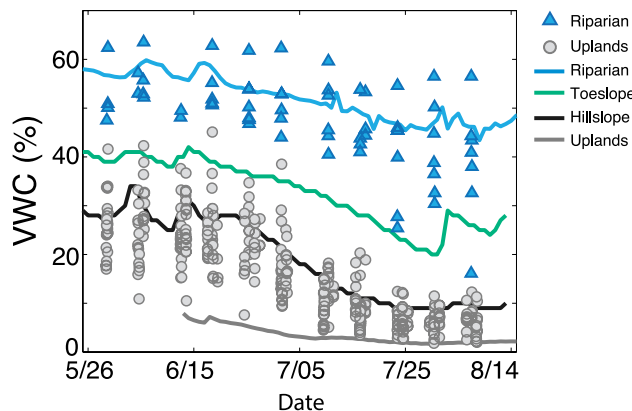 60
40
20
0
VWC (%)
5/26 6/15 7/05 7/25 8/14
Date
Riparian
Uplands
Riparian
Toeslope
Hillslope
Uplands